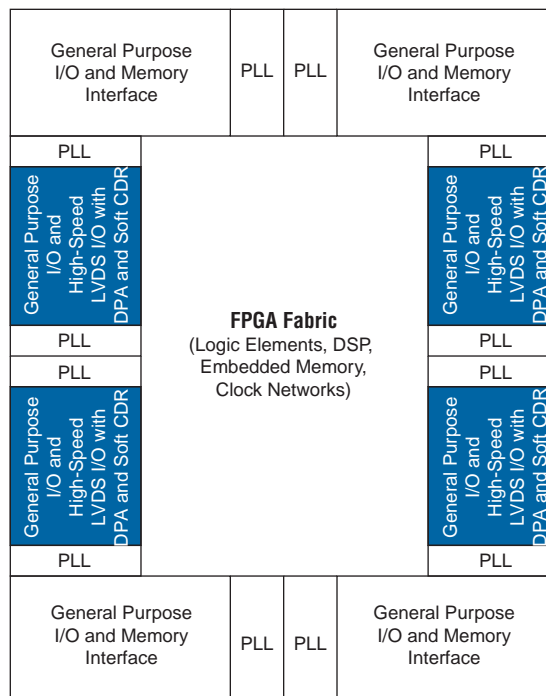 General Purpose
I/O and Memory
Interface
PLL
PLL
General Purpose
I/O and Memory
Interface
PLL
General Purpose
I/O and
High-Speed
LVDS I/O with
DPA and Soft CDR
PLL
PLL
General Purpose
I/O and
High-Speed
LVDS I/O with
DPA and Soft CDR
PLL
FPGA Fabric
(Logic Elements, DSP,
Embedded Memory,
Clock Networks)
PLL
General Purpose
I/O and
High-Speed
LVDS I/O with
DPA and Soft CDR
PLL
PLL
General Purpose
I/O and
High-Speed
LVDS I/O with
DPA and Soft CDR
PLL
General Purpose
I/O and Memory
Interface
PLL
PLL
General Purpose
I/O and Memory
Interface